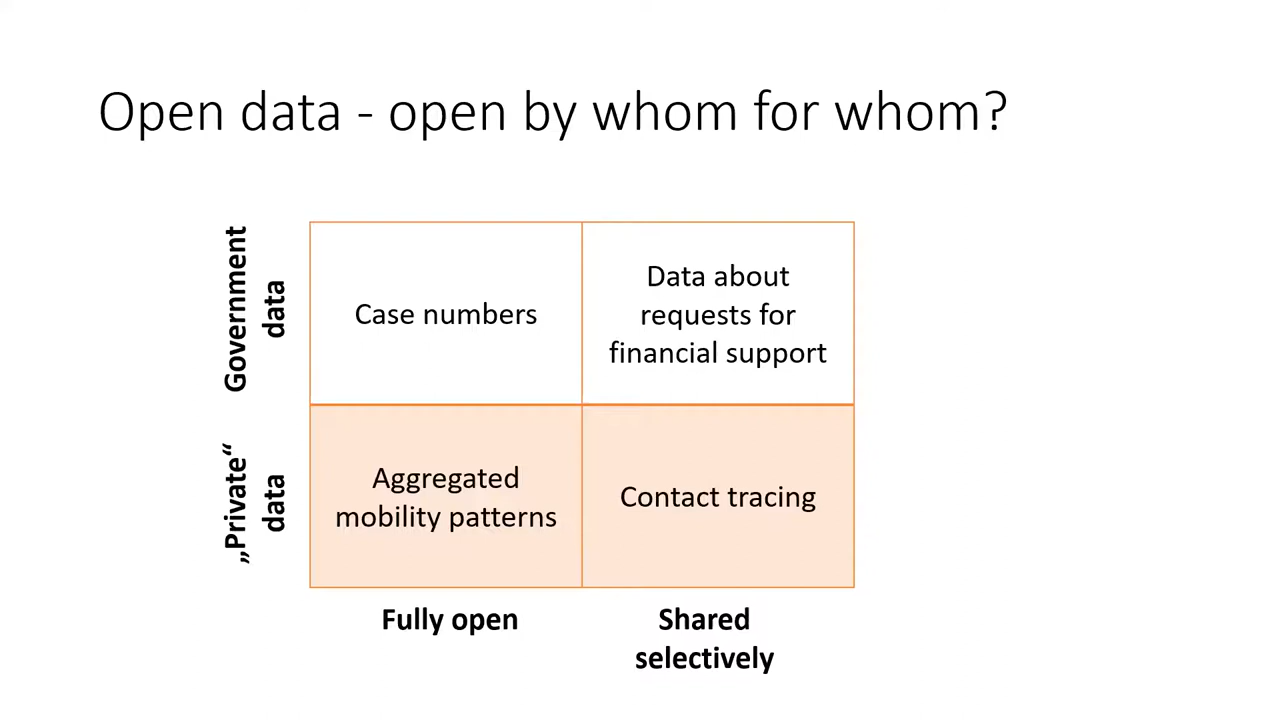 Open data - open by whom for whom?
Government
data
Case numbers
Data about
requests for
financial support
„Private“
data
Aggregated
mobility patterns
Contact tracing
Fully open
Shared
selectively